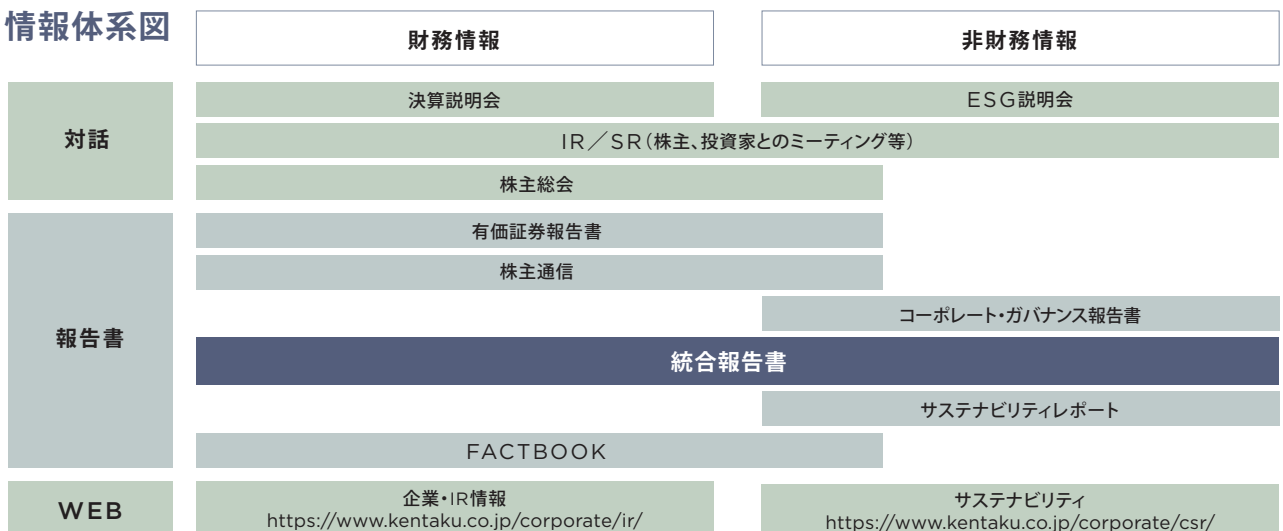 情報体系図
財務情報
非財務情報
対話
決算説明会
ESG説明会
IR／SR（株主、投資家とのミーティング等）
株主総会
報告書
有価証券報告書
株主通信
コーポレート・ガバナンス報告書
統合報告書
サステナビリティレポート
FACTBOOK
WEB
企業・IR情報
https://www.kentaku.co.jp/corporate/ir/
サステナビリティ
https://www.kentaku.co.jp/corporate/csr/